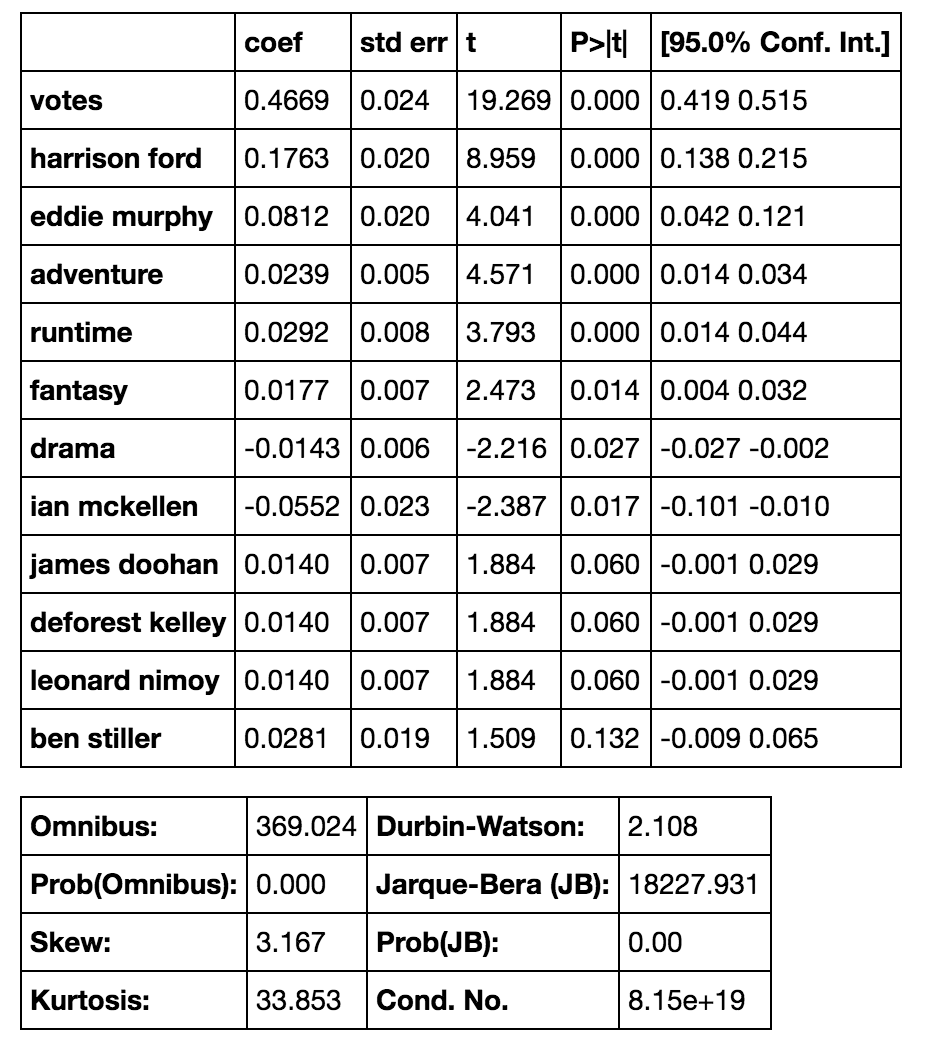 coef std err t P>|t| [95.0% Conf. Int.]
votes 0.4669 0.024 19.269 0.000 0.419 0.515
harrison ford 0.1763 0.020 8.959 0.000 0.138 0.215
eddie murphy 0.0812 0.020 4.041 0.000 0.042 0.121
adventure 0.0239 0.005 4.571 0.000 0.014 0.034
runtime 0.0292 0.008 3.793 0.000 0.014 0.044
fantasy 0.0177 0.007 2.473 0.014 0.004 0.032
drama -0.0143 0.006 -2.216 0.027 -0.027 -0.002
ian mckellen -0.0552 0.023 -2.387 0.017 -0.101 -0.010
james doohan 0.0140 0.007 1.884 0.060 -0.001 0.029
deforest kelley 0.0140 0.007 1.884 0.060 -0.001 0.029
leonard nimoy 0.0140 0.007 1.884 0.060 -0.001 0.029
ben stiller 0.0281 0.019 1.509 0.132 -0.009 0.065
Omnibus: 369.024 Durbin-Watson: 2.108
Prob(Omnibus): 0.000 Jarque-Bera (JB): 18227.931
Skew: 3.167 Prob(JB): 0.00
Kurtosis: 33.853 Cond. No. 8.15e+19